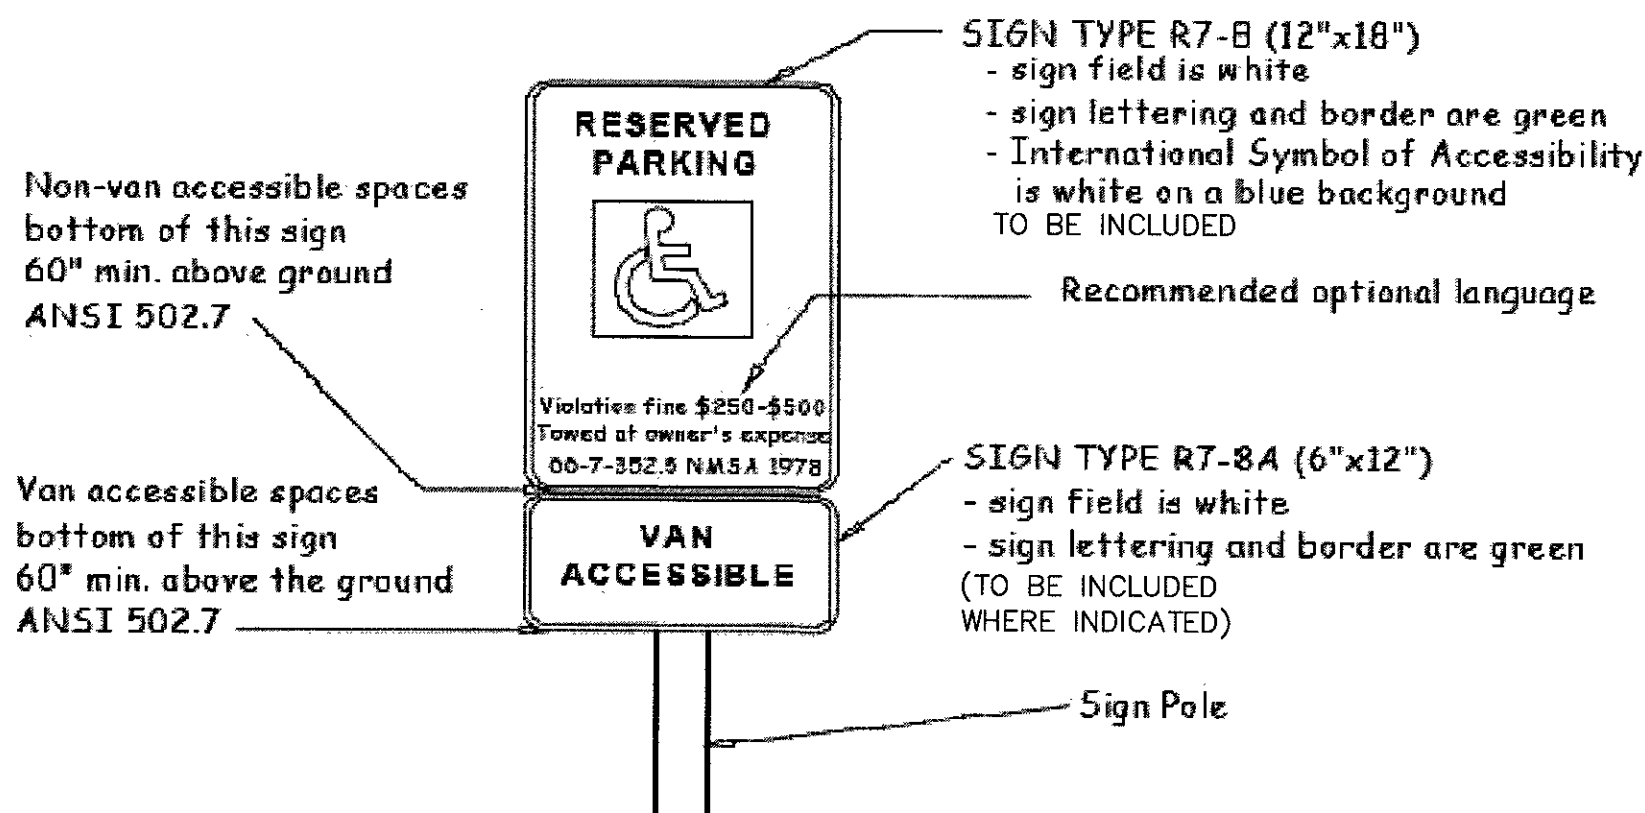 SIGN TYPE R7-8 (12"x18")
- sign field is white
- sign lettering and border are green
- International Symbol of Accessibility
is white on a blue background
TO BE INCLUDED
RESERVED
PARKING
Non-van accessible spaces
bottom of this sign
60" min. above ground
ANSI 502.7
Recommended optional language
Violation fine $250-$500
Towed at owner's expense
66-7-352.5 NMSA 1978
SIGN TYPE R7-8A (6"x12")
- sign field is white
- sign lettering and border are green
(TO BE INCLUDED
WHERE INDICATED)
Van accessible spaces
bottom of this sign
60" min. above the ground
ANSI 502.7
VAN
ACCESSIBLE
Sign Pole